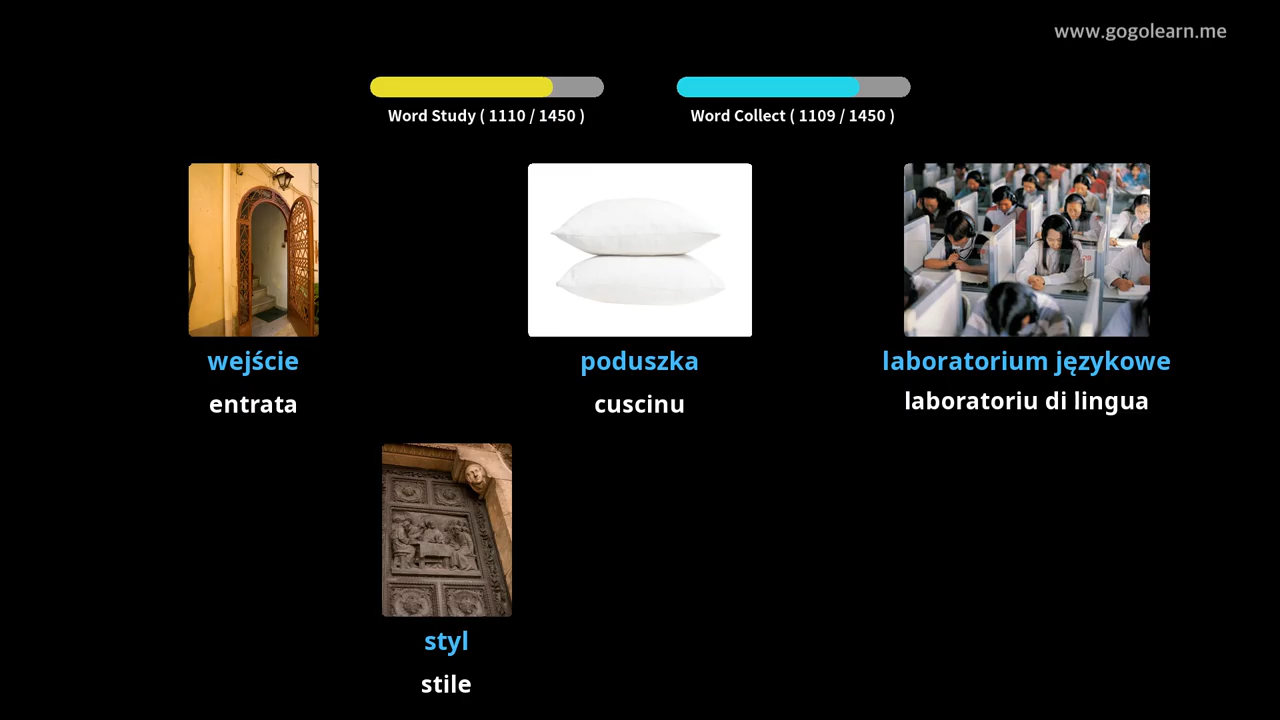 www.gogolearn.me
Word Study ( 1110 / 1450 )
Word Collect ( 1109 / 1450 )
wejście
poduszka
laboratorium językowe
entrata
cuscinu
laboratoriu di lingua
styl
stile